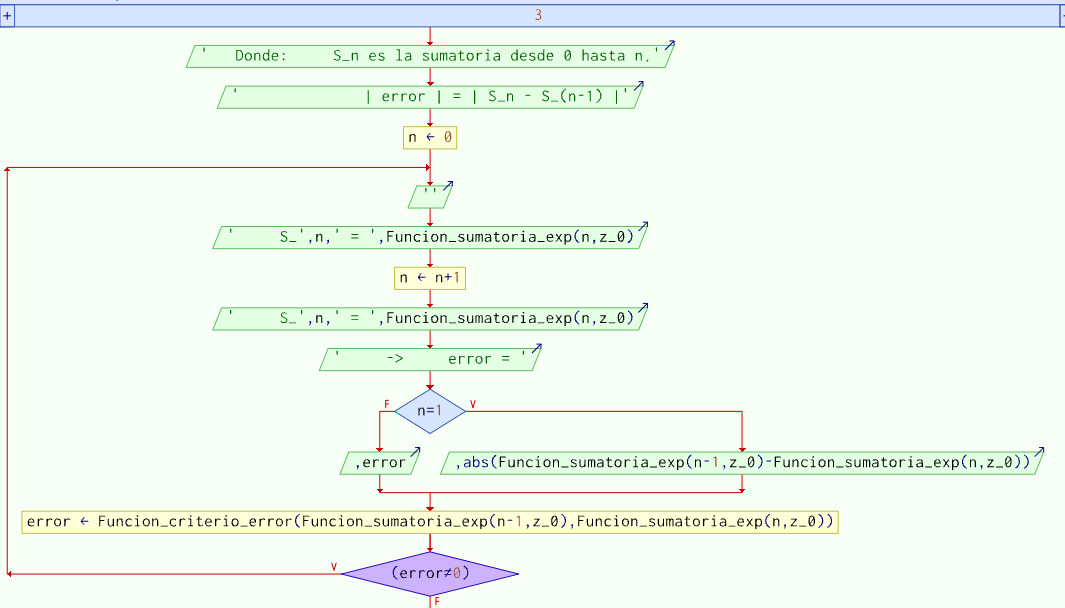 + 3
'   Donde:      S_n es la sumatoria desde 0 hasta n.'
'                 | error | = | S_n - S_(n-1) |'
n ← 0
''
'      S_',n,' = ',Funcion_sumatoria_exp(n,z_0)
n ← n+1
'      S_',n,' = ',Funcion_sumatoria_exp(n,z_0)
'      ->      error = '
F n=1 V
,error ,abs(Funcion_sumatoria_exp(n-1,z_0)-Funcion_sumatoria_exp(n,z_0))
error ← Funcion_criterio_error(Funcion_sumatoria_exp(n-1,z_0),Funcion_sumatoria_exp(n,z_0))
V (error≠0)
F